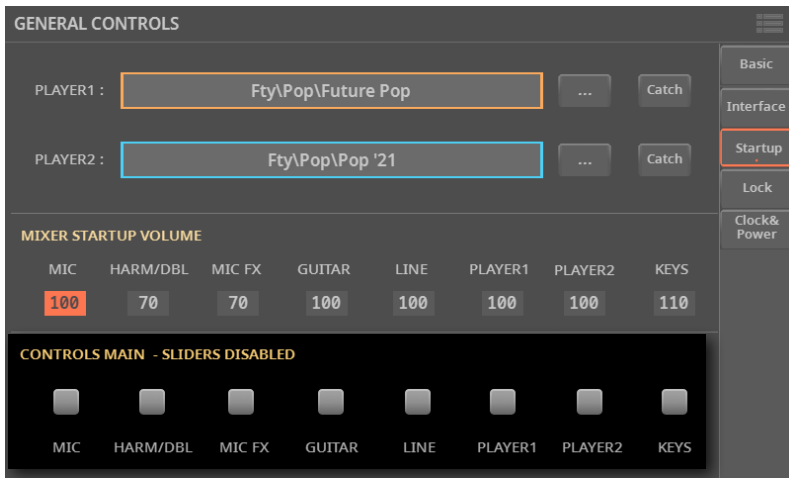 GENERAL CONTROLS
Basic
PLAYER1 : Fty\Pop\Future Pop ... Catch
Interface
Startup
PLAYER2 : Fty\Pop\Pop '21 ... Catch
Lock
Clock&
Power
MIXER STARTUP VOLUME
MIC HARM/DBL MIC FX GUITAR LINE PLAYER1 PLAYER2 KEYS
100 70 70 100 100 100 100 110
CONTROLS MAIN - SLIDERS DISABLED
MIC HARM/DBL MIC FX GUITAR LINE PLAYER1 PLAYER2 KEYS